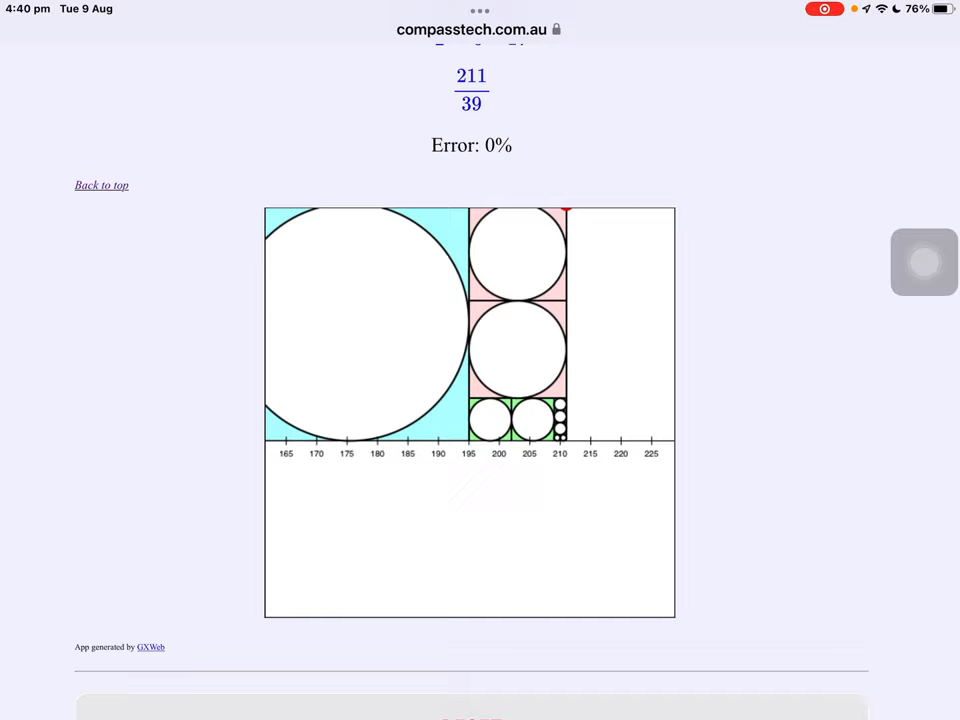 4:40 pm Tue 9 Aug
76%
compasstech.com.au
211
39
Error: 0%
Back to top
165 170 175 180 185 190 195 200 205 210 215 220 225
App generated by GXWeb